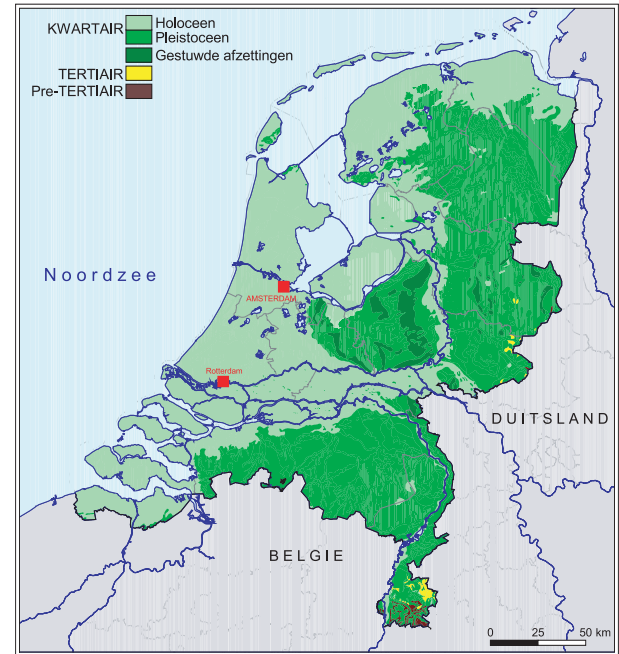 KWARTAIR
Holoceen
Pleistoceen
Gestuwde afzettingen
TERTIAIR
Pre-TERTIAIR
Noordzee
AMSTERDAM
Rotterdam
DUITSLAND
BELGIE
0 25 50 km